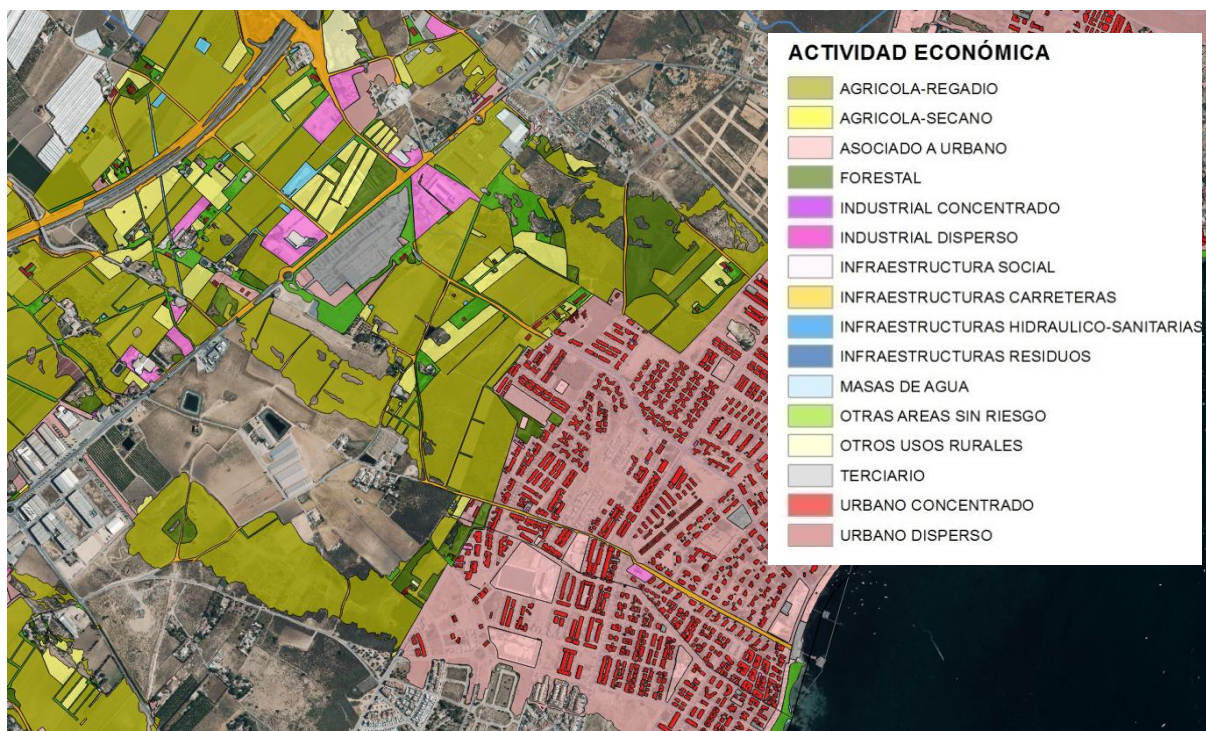 ACTIVIDAD ECONÓMICA
AGRICOLA-REGADIO
AGRICOLA-SECANO
ASOCIADO A URBANO
FORESTAL
INDUSTRIAL CONCENTRADO
INDUSTRIAL DISPERSO
INFRAESTRUCTURA SOCIAL
INFRAESTRUCTURAS CARRETERAS
INFRAESTRUCTURAS HIDRAULICO-SANITARIAS
INFRAESTRUCTURAS RESIDUOS
MASAS DE AGUA
OTRAS AREAS SIN RIESGO
OTROS USOS RURALES
TERCIARIO
URBANO CONCENTRADO
URBANO DISPERSO